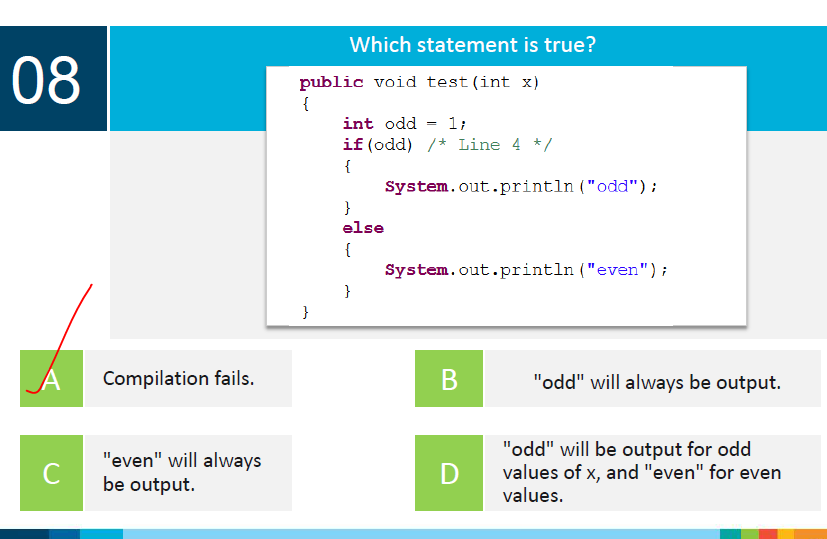 08
Which statement is true?
public void test(int x)
{
int odd = 1;
if(odd) /* Line 4 */
{
System.out.println("odd");
}
else
{
System.out.println("even");
}
}
A
Compilation fails.
B
"odd" will always be output.
C
"even" will always
be output.
D
"odd" will be output for odd
values of x, and "even" for even
values.